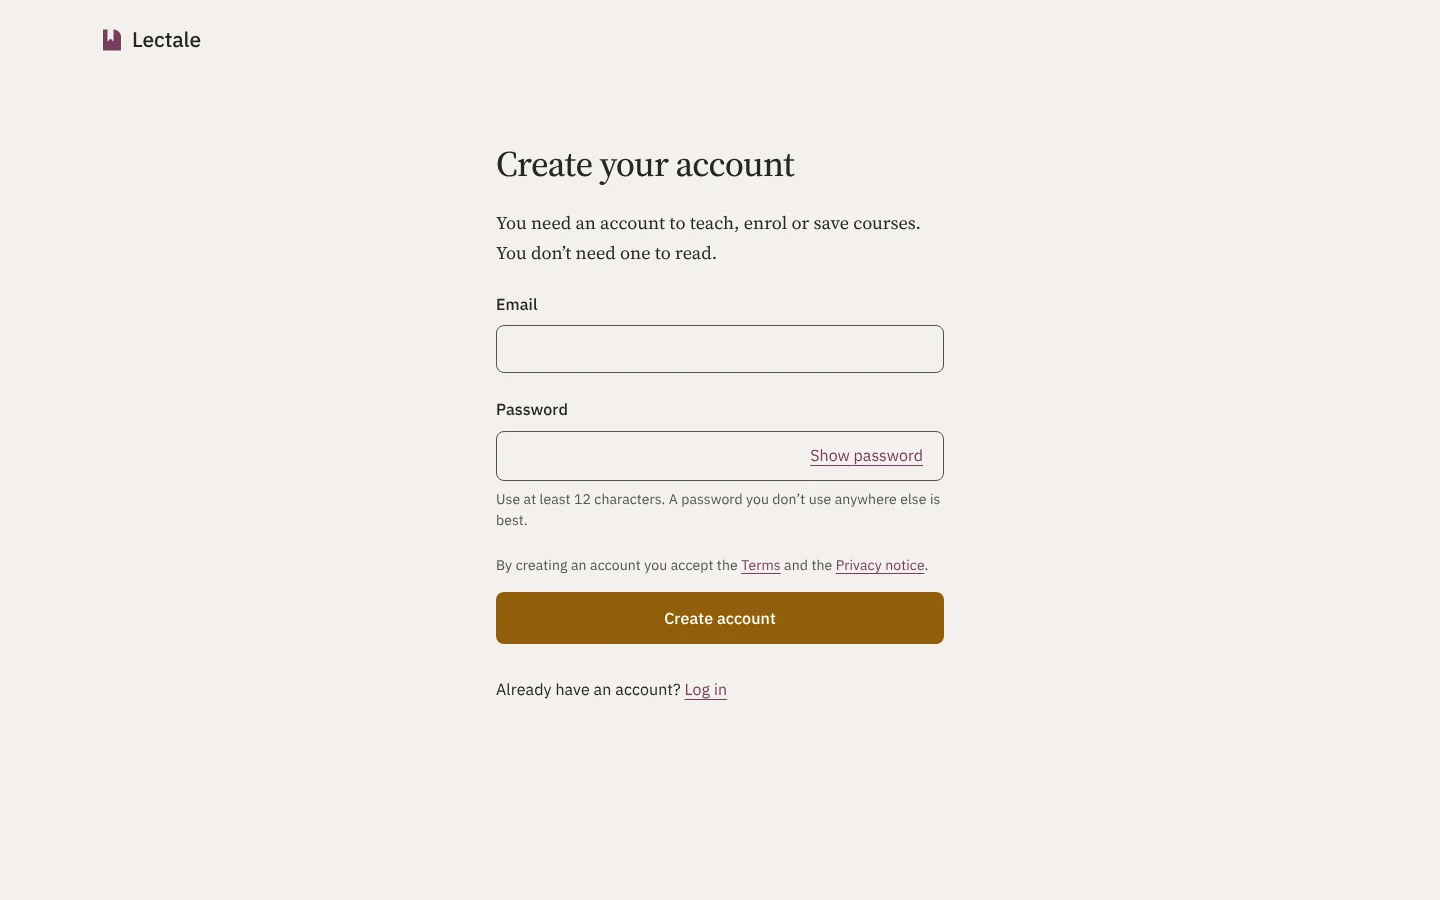 Lectale
Create your account
You need an account to teach, enrol or save courses.
You don’t need one to read.
Email
Password
Show password
Use at least 12 characters. A password you don’t use anywhere else is
best.
By creating an account you accept the Terms and the Privacy notice.
Create account
Already have an account? Log in